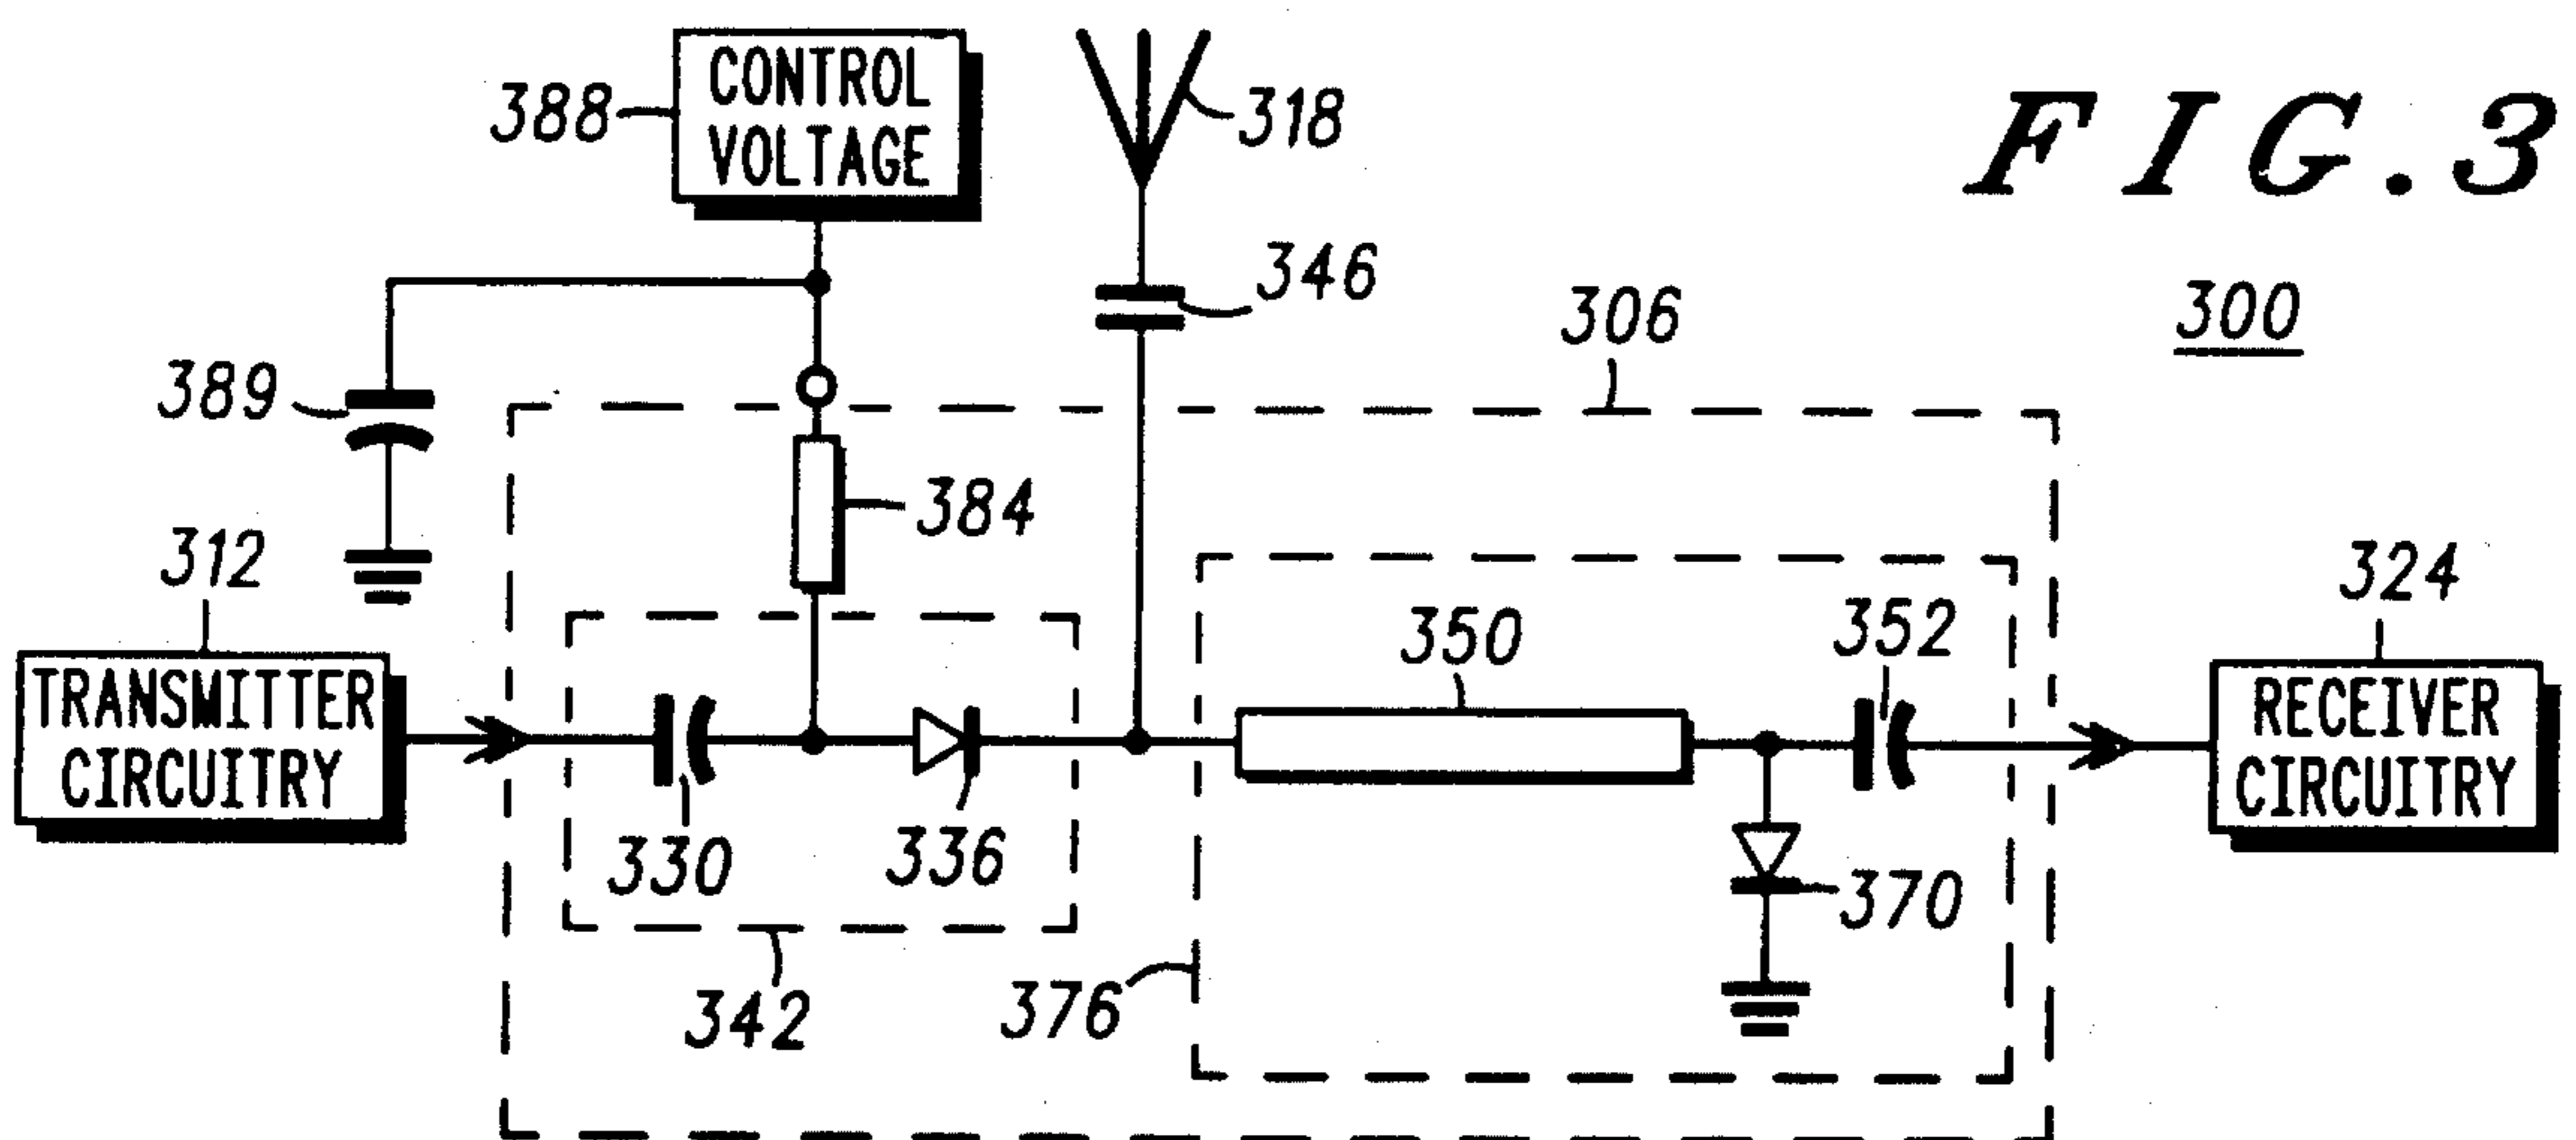 FIG.3
300
388
CONTROL
VOLTAGE
318
346
306
389
384
312
TRANSMITTER
CIRCUITRY
330
336
342
350
352
370
376
324
RECEIVER
CIRCUITRY